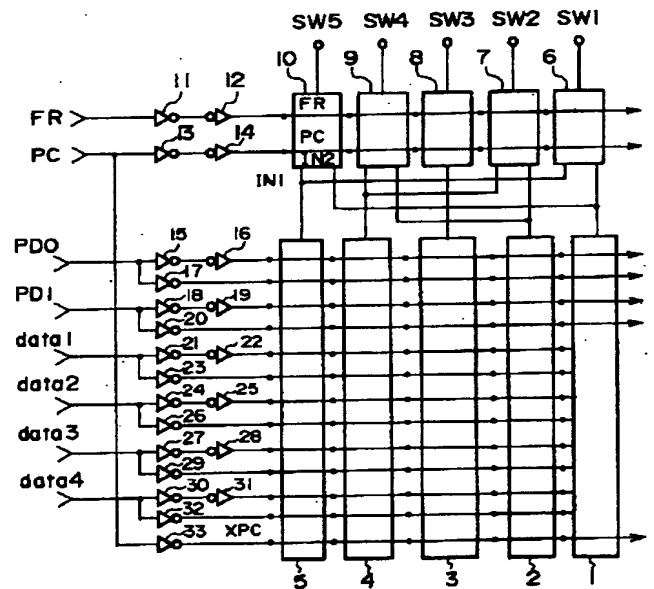 SW5 SW4 SW3 SW2 SW1
10 9 8 7 6
11 12
FR FR
13 14
PC PC
IN2
IN1
15 16
PD0
17
18 19
PD1
20
21 22
data1
23
24 25
data2
26
27 28
data3
29
30 31
data4
32
33 XPC
5 4 3 2 1